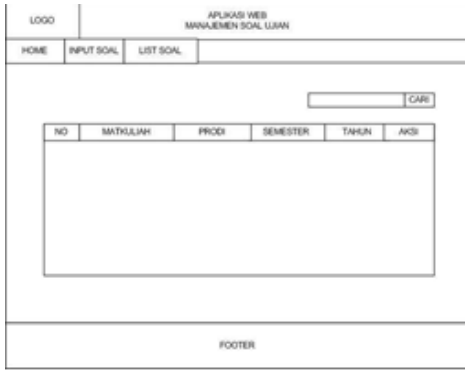 LOGO
APLIKASI WEB
MANAJEMEN SOAL UJIAN
HOME INPUT SOAL LIST SOAL
CARI
NO MATKULIAH PRODI SEMESTER TAHUN AKSI
FOOTER